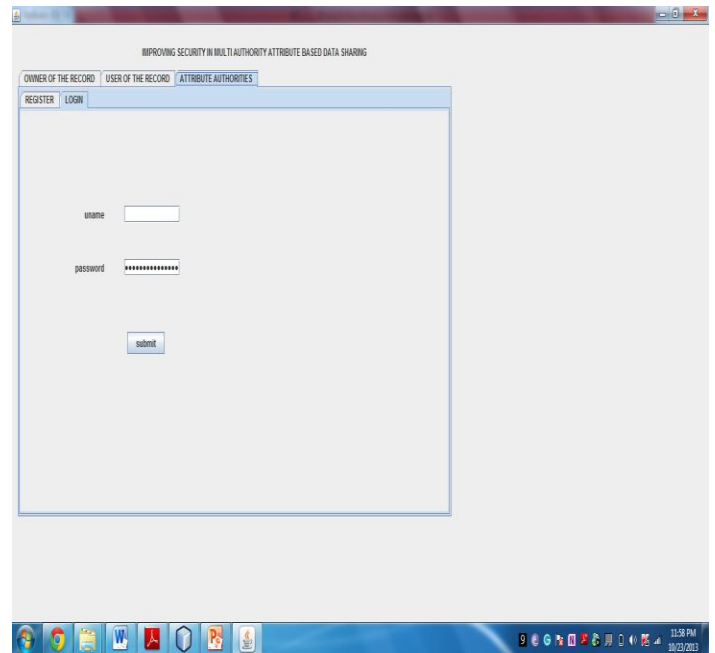 IMPROVING SECURITY IN MULTI AUTHORITY ATTRIBUTE BASED DATA SHARING
OWNER OF THE RECORD USER OF THE RECORD ATTRIBUTE AUTHORITIES
REGISTER LOGIN
uname
password
submit
11:58 PM
10/23/2013